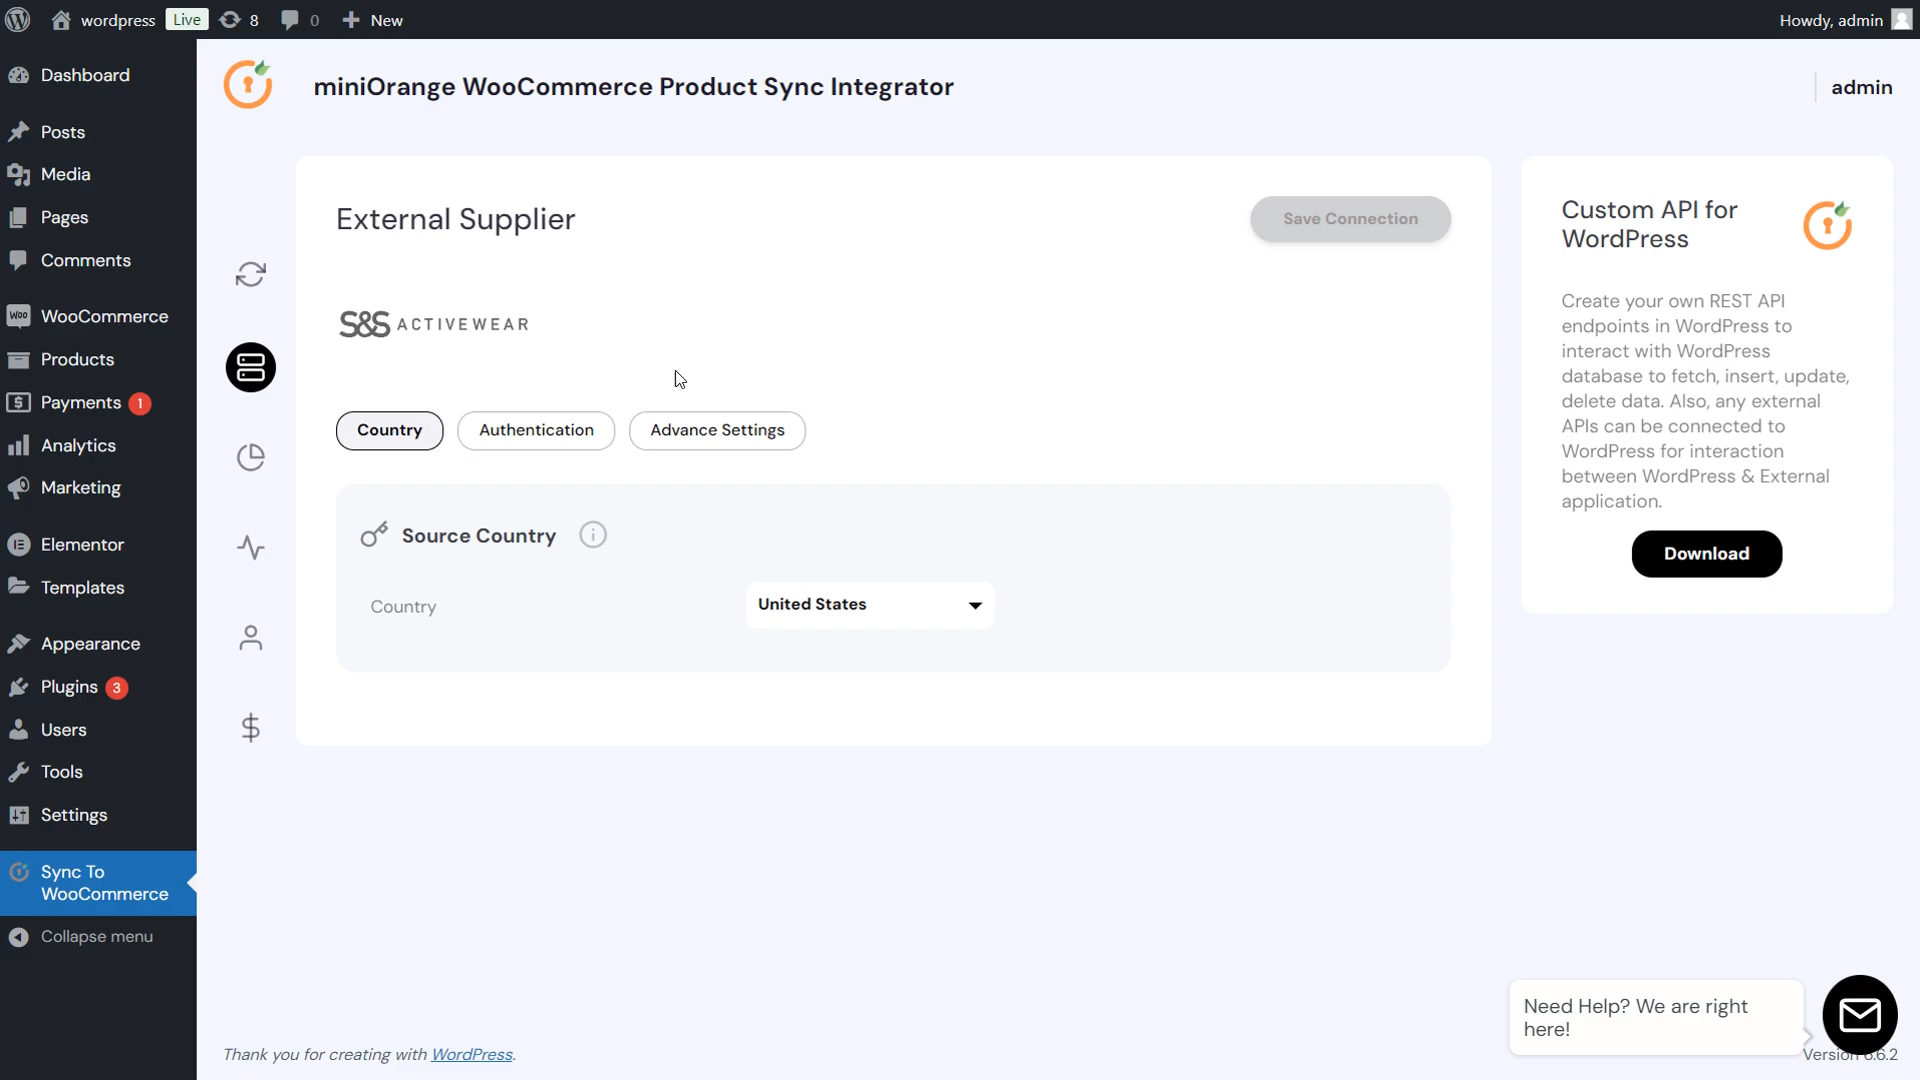 wordpress Live 8 0 New Howdy, admin
Dashboard
Posts
Media
Pages
Comments
Woo WooCommerce
Products
Payments 1
Analytics
Marketing
Elementor
Templates
Appearance
Plugins 3
Users
Tools
Settings
Sync To
WooCommerce
Collapse menu
miniOrange WooCommerce Product Sync Integrator
admin
External Supplier
Save Connection
S&S ACTIVEWEAR
Country Authentication Advance Settings
Source Country
Country United States
Custom API for
WordPress
Create your own REST API
endpoints in WordPress to
interact with WordPress
database to fetch, insert, update,
delete data. Also, any external
APIs can be connected to
WordPress for interaction
between WordPress & External
application.
Download
Need Help? We are right
here!
Thank you for creating with WordPress.
Version 6.6.2